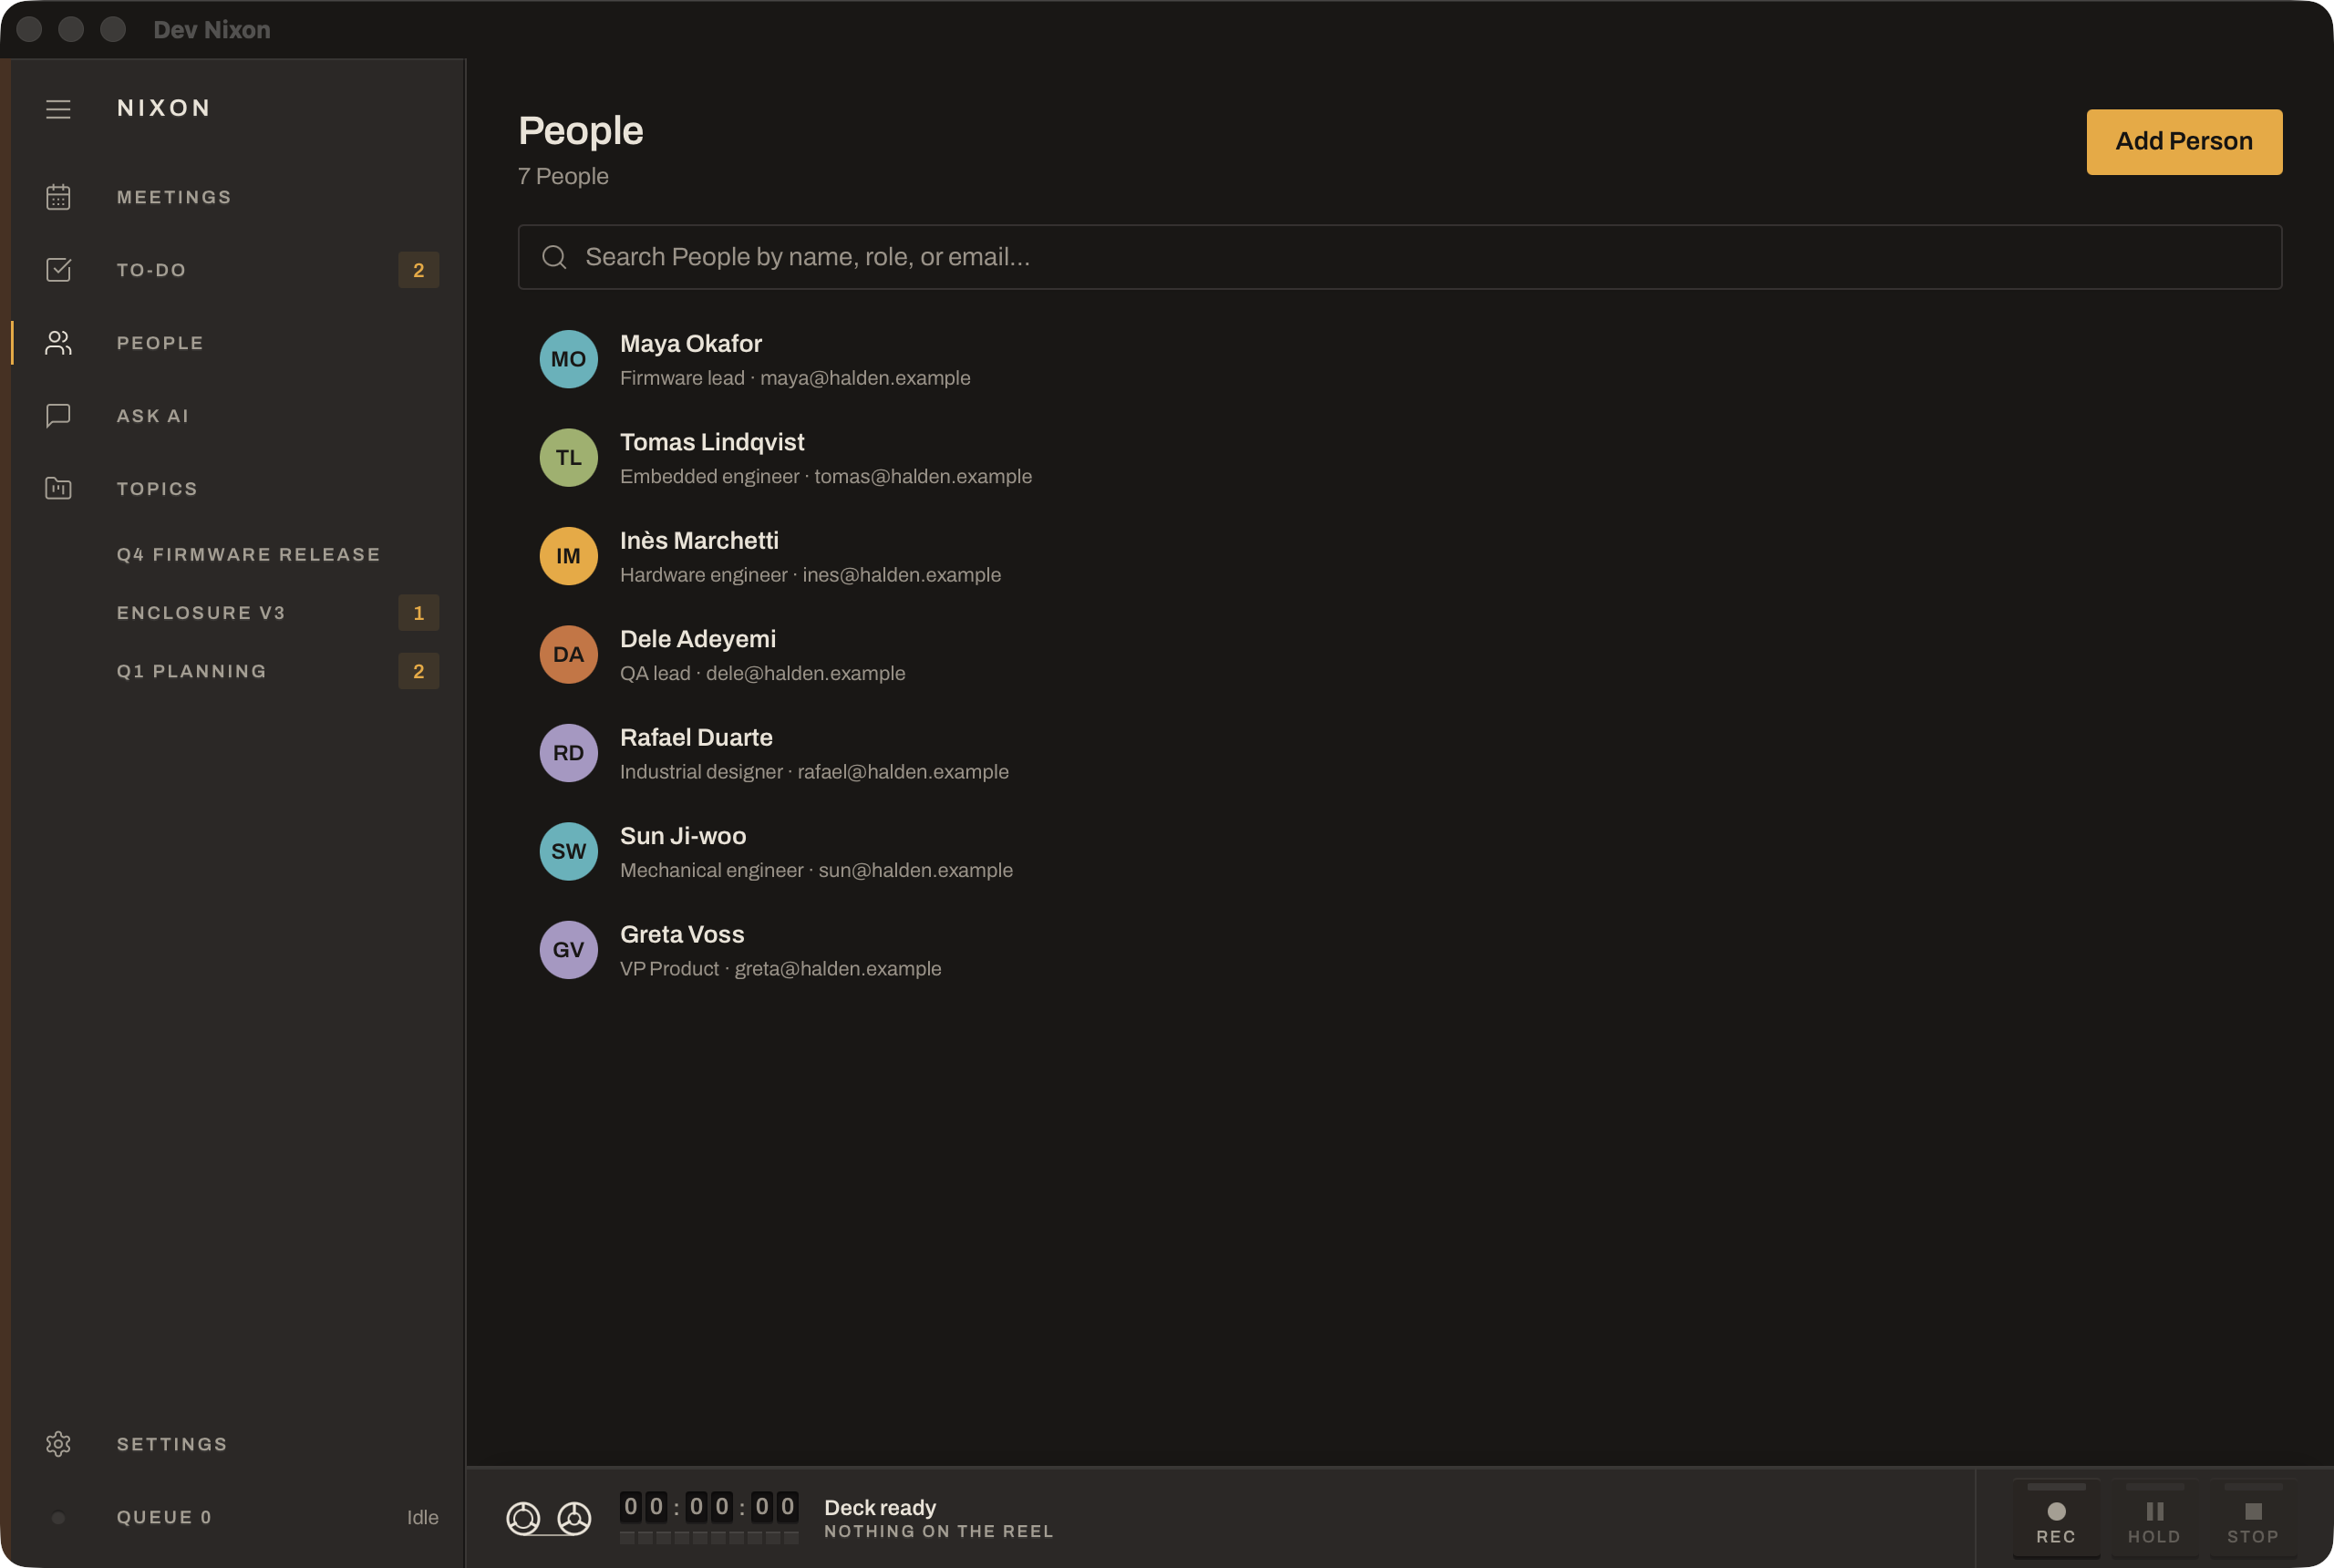 Dev Nixon
NIXON
MEETINGS
TO-DO 2
PEOPLE
ASK AI
TOPICS
Q4 FIRMWARE RELEASE
ENCLOSURE V3 1
Q1 PLANNING 2
SETTINGS
QUEUE 0 Idle
People
7 People
Add Person
Search People by name, role, or email...
MO
Maya Okafor
Firmware lead · maya@halden.example
TL
Tomas Lindqvist
Embedded engineer · tomas@halden.example
IM
Inès Marchetti
Hardware engineer · ines@halden.example
DA
Dele Adeyemi
QA lead · dele@halden.example
RD
Rafael Duarte
Industrial designer · rafael@halden.example
SW
Sun Ji-woo
Mechanical engineer · sun@halden.example
GV
Greta Voss
VP Product · greta@halden.example
00:00:00
Deck ready
NOTHING ON THE REEL
REC
HOLD
STOP